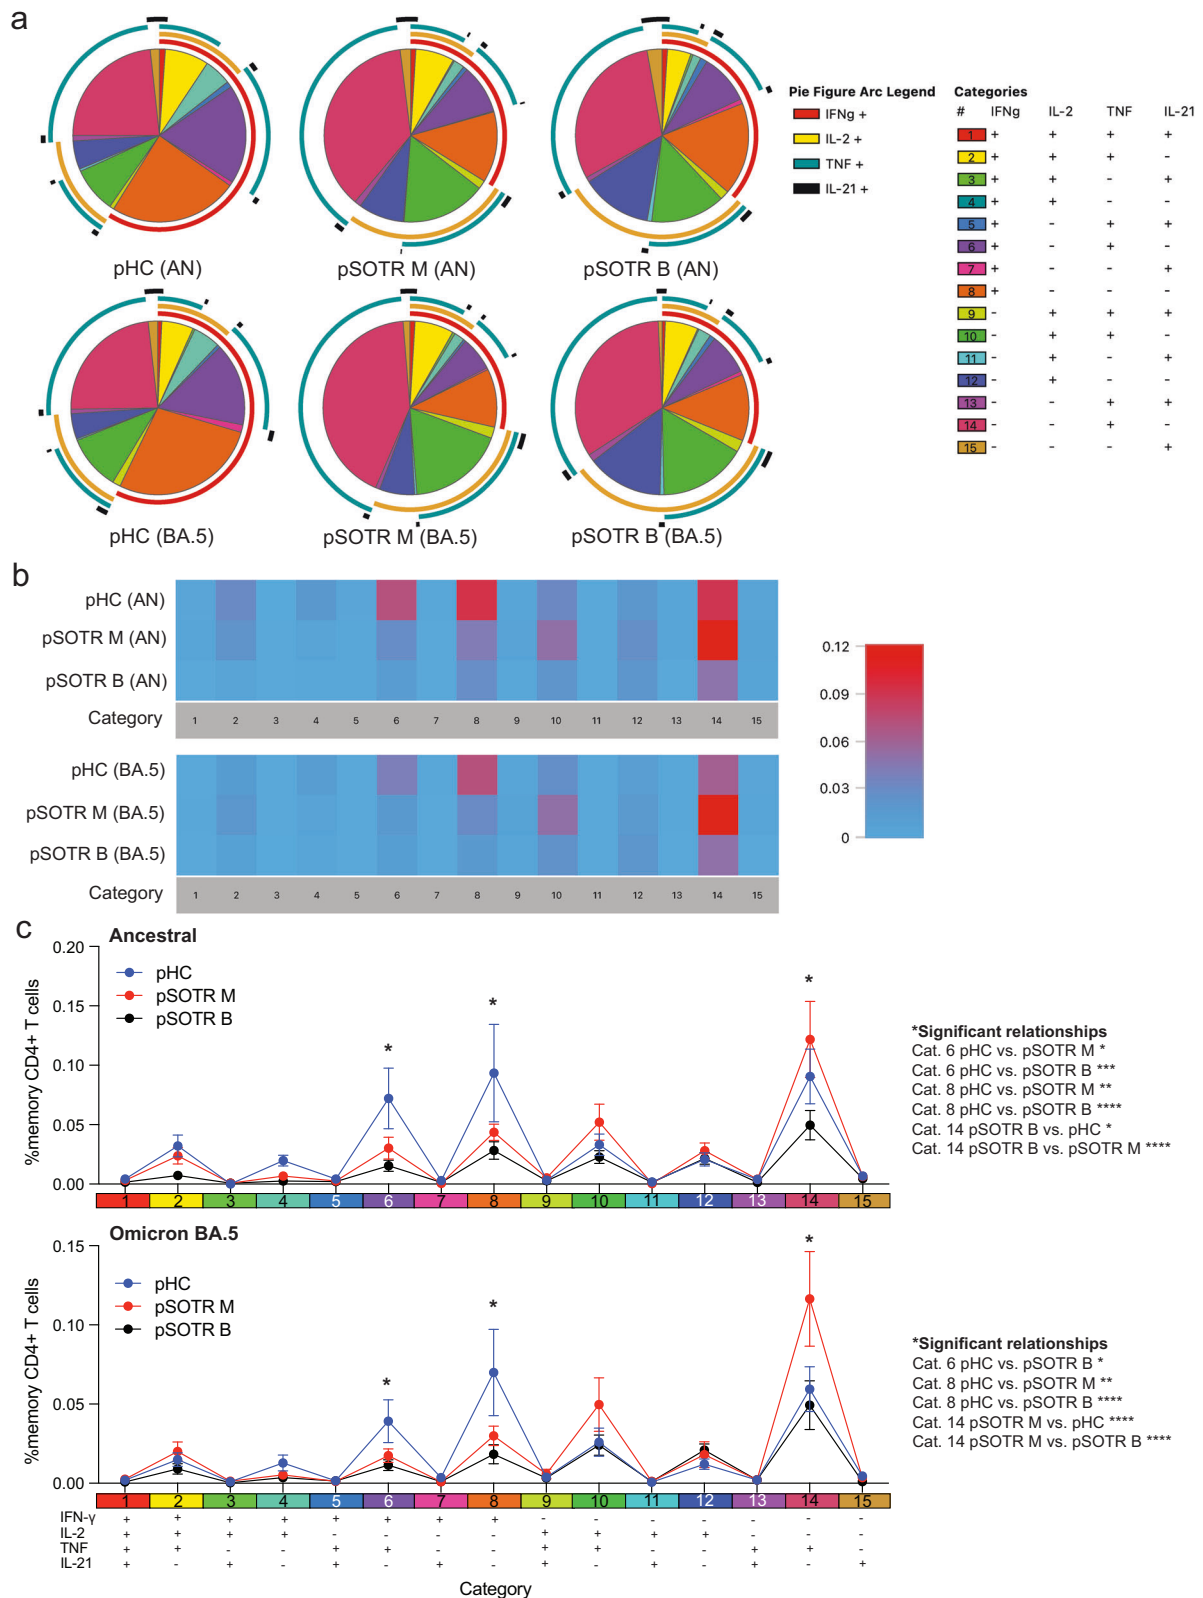 a
pHC (AN)
pSOTR M (AN)
pSOTR B (AN)
pHC (BA.5)
pSOTR M (BA.5)
pSOTR B (BA.5)
Pie Figure Arc Legend
IFNg +
IL-2 +
TNF +
IL-21 +
Categories
# IFNg IL-2 TNF IL-21
1 + + + +
2 + + + -
3 + + - +
4 + + - -
5 + - + +
6 + - + -
7 + - - +
8 + - - -
9 - + + +
10 - + + -
11 - + - +
12 - + - -
13 - - + +
14 - - + -
15 - - - +
b
pHC (AN)
pSOTR M (AN)
pSOTR B (AN)
Category 1 2 3 4 5 6 7 8 9 10 11 12 13 14 15
pHC (BA.5)
pSOTR M (BA.5)
pSOTR B (BA.5)
Category 1 2 3 4 5 6 7 8 9 10 11 12 13 14 15
0.12
0.09
0.06
0.03
0
c
Ancestral
%memory CD4+ T cells
0.20
0.15
0.10
0.05
0.00
pHC
pSOTR M
pSOTR B
* * *
1 2 3 4 5 6 7 8 9 10 11 12 13 14 15
*Significant relationships
Cat. 6 pHC vs. pSOTR M *
Cat. 6 pHC vs. pSOTR B ***
Cat. 8 pHC vs. pSOTR M **
Cat. 8 pHC vs. pSOTR B ****
Cat. 14 pSOTR B vs. pHC *
Cat. 14 pSOTR B vs. pSOTR M ****
Omicron BA.5
%memory CD4+ T cells
0.15
0.10
0.05
0.00
pHC
pSOTR M
pSOTR B
* * *
1 2 3 4 5 6 7 8 9 10 11 12 13 14 15
*Significant relationships
Cat. 6 pHC vs. pSOTR B *
Cat. 8 pHC vs. pSOTR M **
Cat. 8 pHC vs. pSOTR B ****
Cat. 14 pSOTR M vs. pHC ****
Cat. 14 pSOTR M vs. pSOTR B ****
IFN-γ + + + + + + + + - - - - - - -
IL-2 + + + + - - - - + + + + - - -
TNF + + - - + + - - + + - - + + -
IL-21 + - + - + - + - + - + - + - +
Category